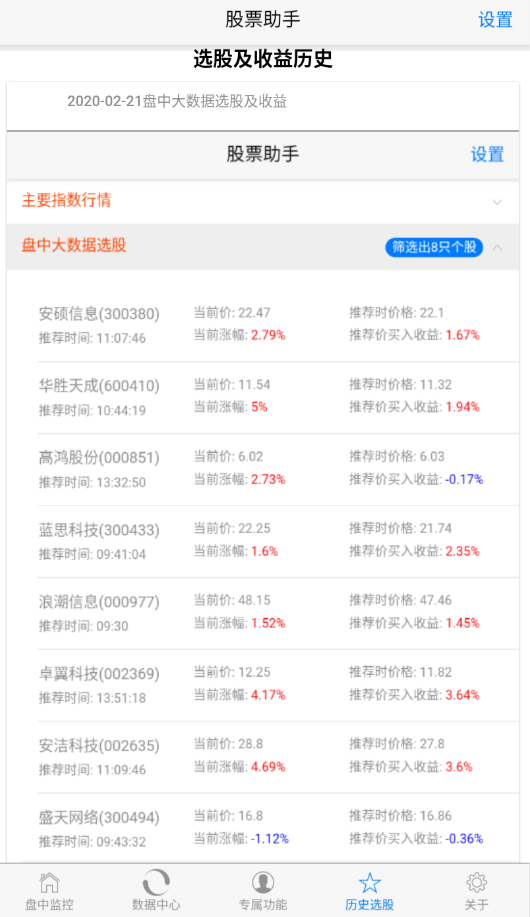 股票助手 设置
选股及收益历史
2020-02-21盘中大数据选股及收益
股票助手 设置
主要指数行情
盘中大数据选股 筛选出8只个股
安硕信息(300380) 当前价: 22.47 推荐时价格: 22.1
推荐时间: 11:07:46 当前涨幅: 2.79% 推荐价买入收益: 1.67%
华胜天成(600410) 当前价: 11.54 推荐时价格: 11.32
推荐时间: 10:44:19 当前涨幅: 5% 推荐价买入收益: 1.94%
高鸿股份(000851) 当前价: 6.02 推荐时价格: 6.03
推荐时间: 13:32:50 当前涨幅: 2.73% 推荐价买入收益: -0.17%
蓝思科技(300433) 当前价: 22.25 推荐时价格: 21.74
推荐时间: 09:41:04 当前涨幅: 1.6% 推荐价买入收益: 2.35%
浪潮信息(000977) 当前价: 48.15 推荐时价格: 47.46
推荐时间: 09:30 当前涨幅: 1.52% 推荐价买入收益: 1.45%
卓翼科技(002369) 当前价: 12.25 推荐时价格: 11.82
推荐时间: 13:51:18 当前涨幅: 4.17% 推荐价买入收益: 3.64%
安洁科技(002635) 当前价: 28.8 推荐时价格: 27.8
推荐时间: 11:09:46 当前涨幅: 4.69% 推荐价买入收益: 3.6%
盛天网络(300494) 当前价: 16.8 推荐时价格: 16.86
推荐时间: 09:43:32 当前涨幅: -1.12% 推荐价买入收益: -0.36%
盘中监控 数据中心 专属功能 历史选股 关于